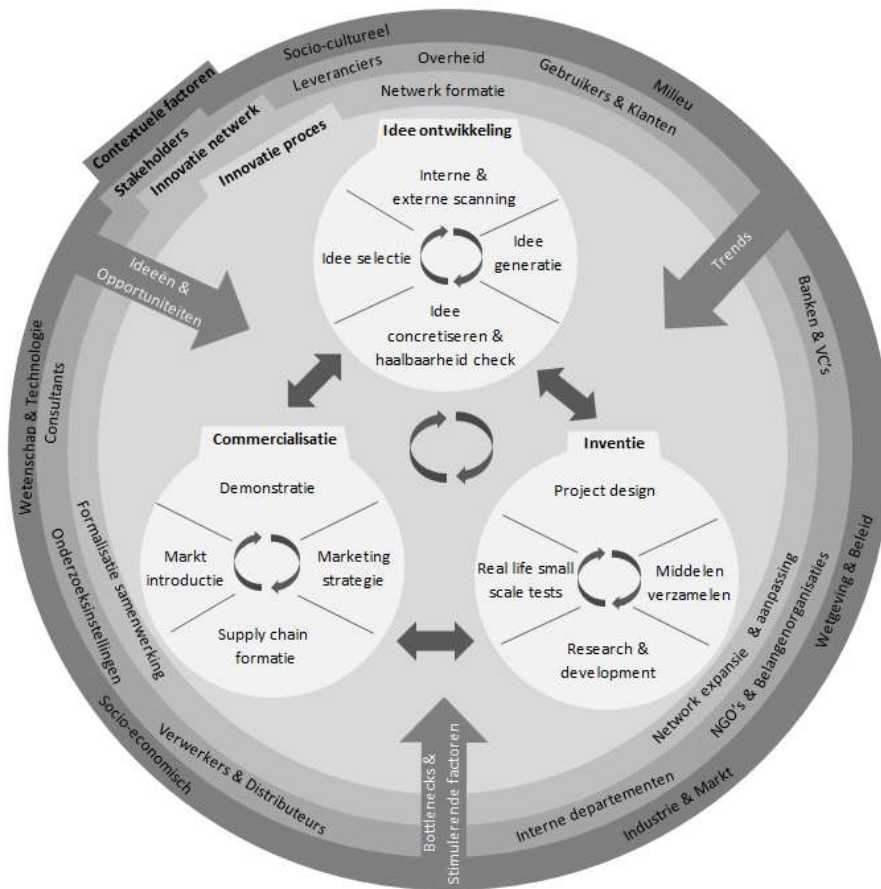 Socio-cultureel
Milieu
Contextuele factoren
Leveranciers
Overheid
Gebruikers & Klanten
Stakeholders
Netwerk formatie
Innovatie netwerk
Innovatie proces
Idee ontwikkeling
Interne &
externe scanning
Idee selectie
Idee
generatie
Idee
concretiseren &
haalbaarheid check
Ideeën &
Opportuniteiten
Trends
Banken & VC's
Wetenschap & Technologie
Consultants
Commercialisatie
Demonstratie
Markt
introductie
Marketing
strategie
Supply chain
formatie
Inventie
Project design
Real life small
scale tests
Middelen
verzamelen
Research &
development
Formalisatie samenwerking
Onderzoeksinstellingen
Socio-economisch
Verwerkers & Distributeurs
Bottlenecks &
Stimulerende factoren
Network expansie & aanpassing
NGO's & Belangenorganisaties
Wetgeving & Beleid
Interne departementen
Industrie & Markt